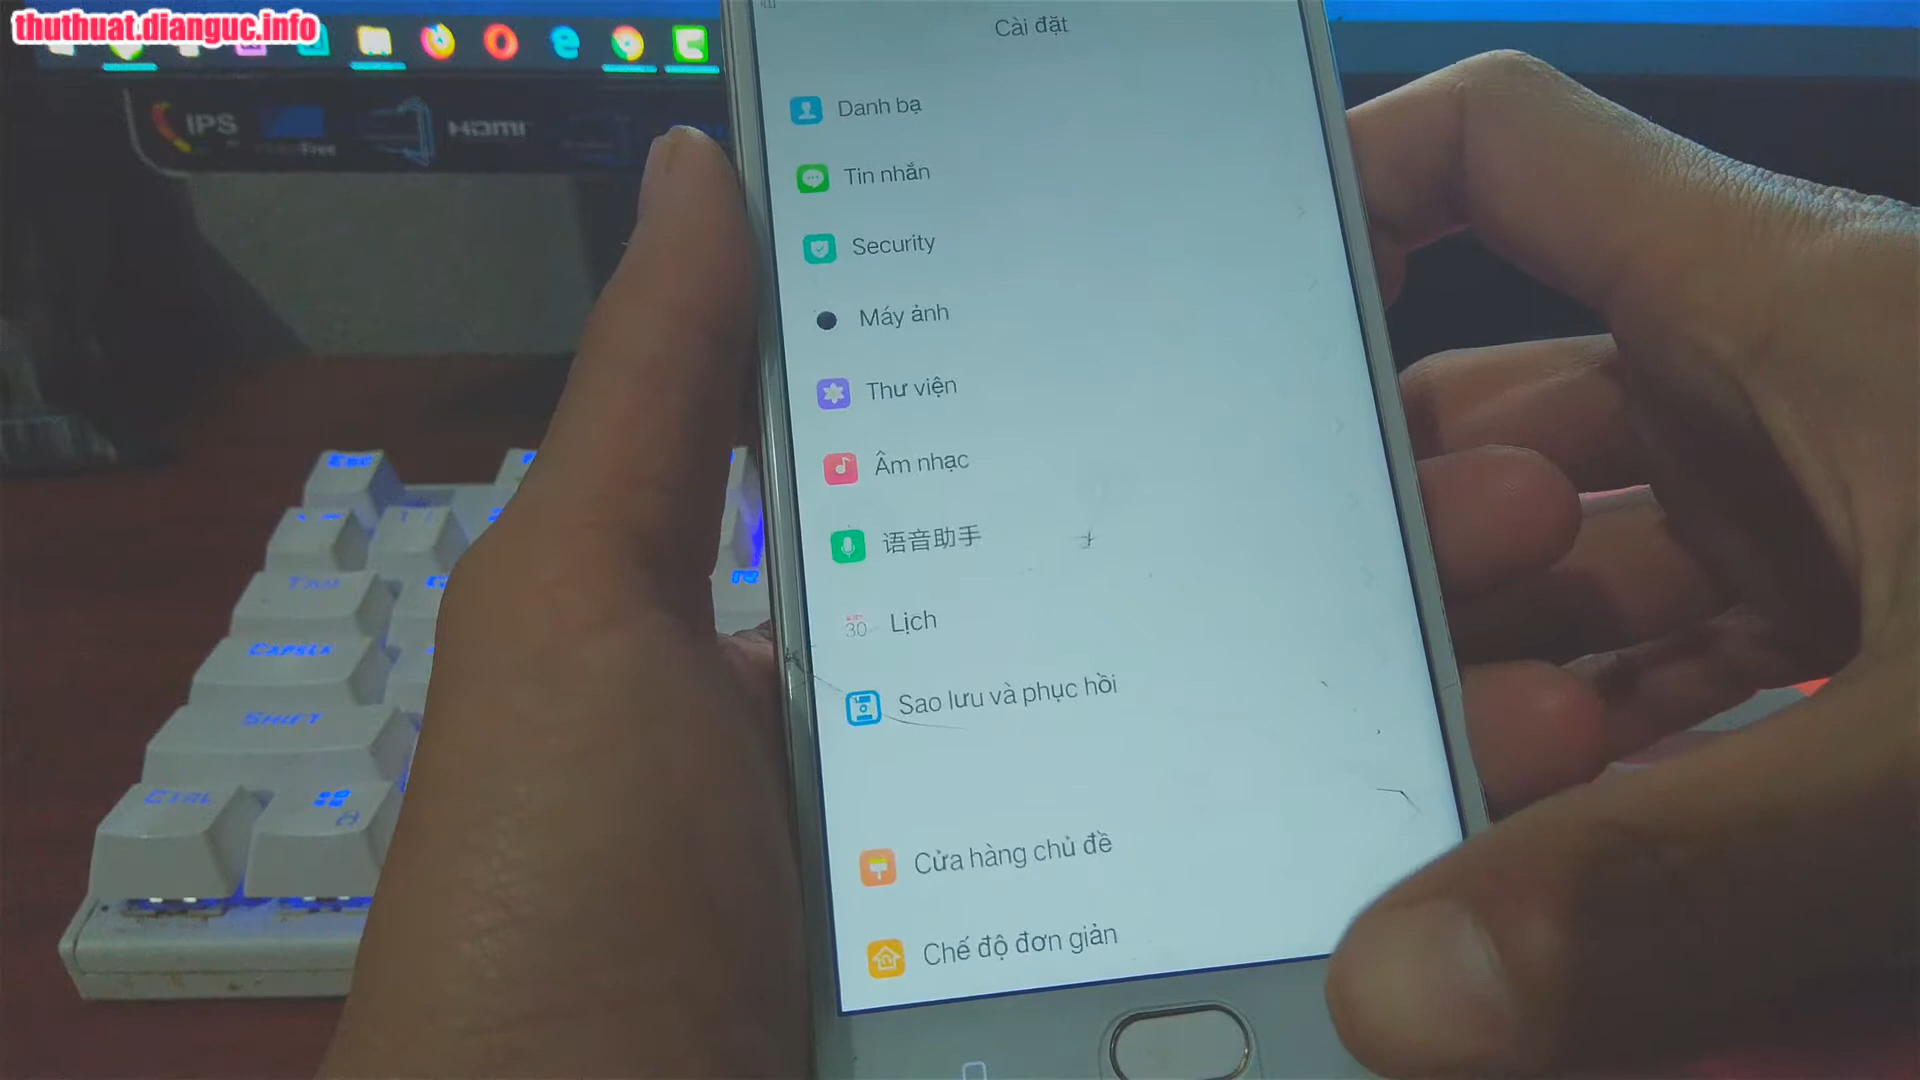 thuthuat.dianguc.info
IPS
HDMI
Cài đặt
Danh bạ
Tin nhắn
Security
Máy ảnh
Thư viện
Âm nhạc
语音助手
30
Lịch
Sao lưu và phục hồi
Cửa hàng chủ đề
Chế độ đơn giản
Esc
TAB
SHIFT
CTRL